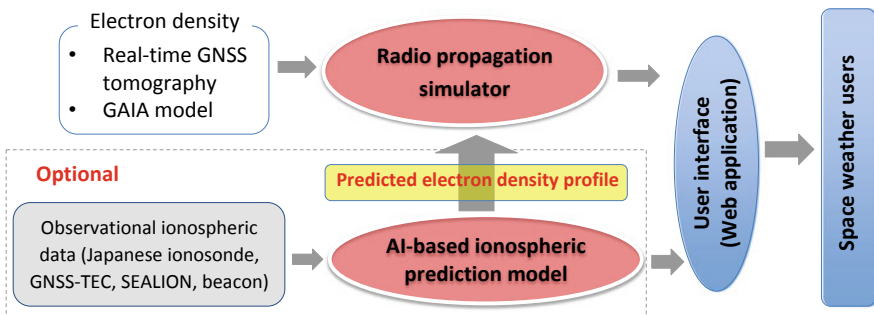 Electron density
• Real-time GNSS
tomography
• GAIA model
Radio propagation
simulator
Optional
Predicted electron density profile
Observational ionospheric
data (Japanese ionosonde,
GNSS-TEC, SEALION, beacon)
AI-based ionospheric
prediction model
User interface
(Web application)
Space weather users